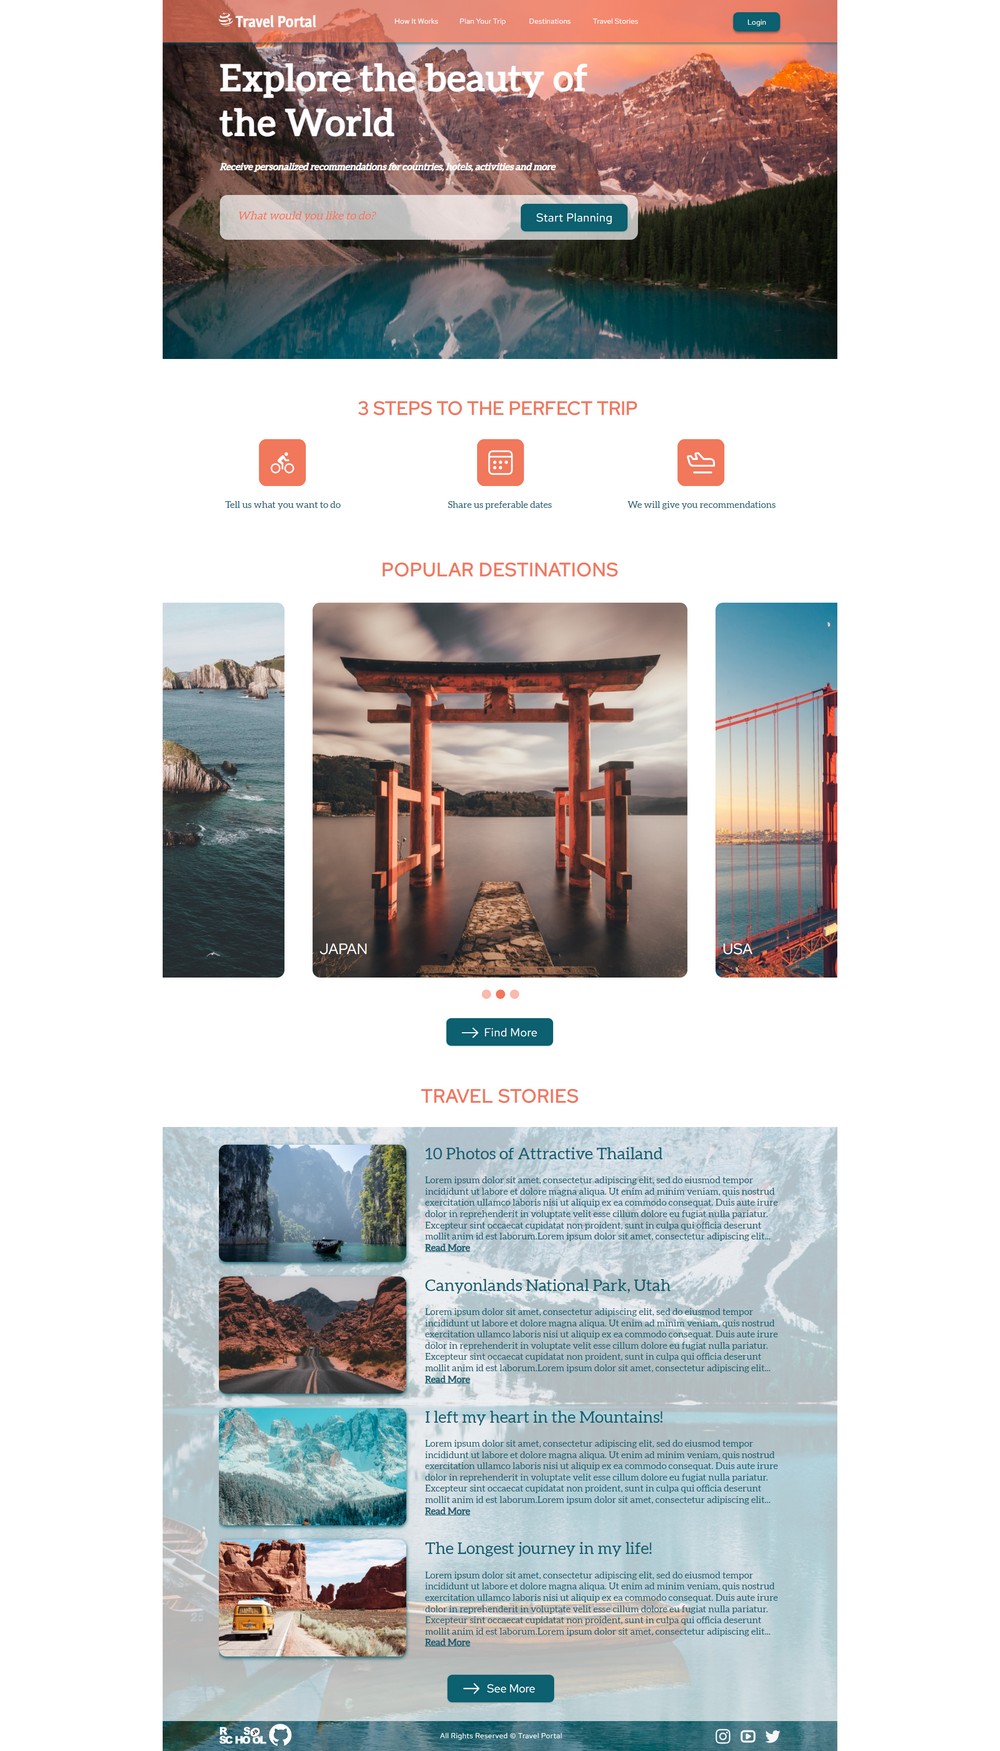 Travel Portal
How It Works
Plan Your Trip
Destinations
Travel Stories
Login
Explore the beauty of
the World
Receive personalized recommendations for countries, hotels, activities and more
What would you like to do?
Start Planning
3 STEPS TO THE PERFECT TRIP
Tell us what you want to do
Share us preferable dates
We will give you recommendations
POPULAR DESTINATIONS
JAPAN
USA
Find More
TRAVEL STORIES
10 Photos of Attractive Thailand
Lorem ipsum dolor sit amet, consectetur adipiscing elit, sed do eiusmod tempor
incididunt ut labore et dolore magna aliqua. Ut enim ad minim veniam, quis nostrud
exercitation ullamco laboris nisi ut aliquip ex ea commodo consequat. Duis aute irure
dolor in reprehenderit in voluptate velit esse cillum dolore eu fugiat nulla pariatur.
Excepteur sint occaecat cupidatat non proident, sunt in culpa qui officia deserunt
mollit anim id est laborum.Lorem ipsum dolor sit amet, consectetur adipiscing elit...
Read More
Canyonlands National Park, Utah
Lorem ipsum dolor sit amet, consectetur adipiscing elit, sed do eiusmod tempor
incididunt ut labore et dolore magna aliqua. Ut enim ad minim veniam, quis nostrud
exercitation ullamco laboris nisi ut aliquip ex ea commodo consequat. Duis aute irure
dolor in reprehenderit in voluptate velit esse cillum dolore eu fugiat nulla pariatur.
Excepteur sint occaecat cupidatat non proident, sunt in culpa qui officia deserunt
mollit anim id est laborum.Lorem ipsum dolor sit amet, consectetur adipiscing elit...
Read More
I left my heart in the Mountains!
Lorem ipsum dolor sit amet, consectetur adipiscing elit, sed do eiusmod tempor
incididunt ut labore et dolore magna aliqua. Ut enim ad minim veniam, quis nostrud
exercitation ullamco laboris nisi ut aliquip ex ea commodo consequat. Duis aute irure
dolor in reprehenderit in voluptate velit esse cillum dolore eu fugiat nulla pariatur.
Excepteur sint occaecat cupidatat non proident, sunt in culpa qui officia deserunt
mollit anim id est laborum.Lorem ipsum dolor sit amet, consectetur adipiscing elit...
Read More
The Longest journey in my life!
Lorem ipsum dolor sit amet, consectetur adipiscing elit, sed do eiusmod tempor
incididunt ut labore et dolore magna aliqua. Ut enim ad minim veniam, quis nostrud
exercitation ullamco laboris nisi ut aliquip ex ea commodo consequat. Duis aute irure
dolor in reprehenderit in voluptate velit esse cillum dolore eu fugiat nulla pariatur.
Excepteur sint occaecat cupidatat non proident, sunt in culpa qui officia deserunt
mollit anim id est laborum.Lorem ipsum dolor sit amet, consectetur adipiscing elit...
Read More
See More
R S
SCHOOL
All Rights Reserved © Travel Portal